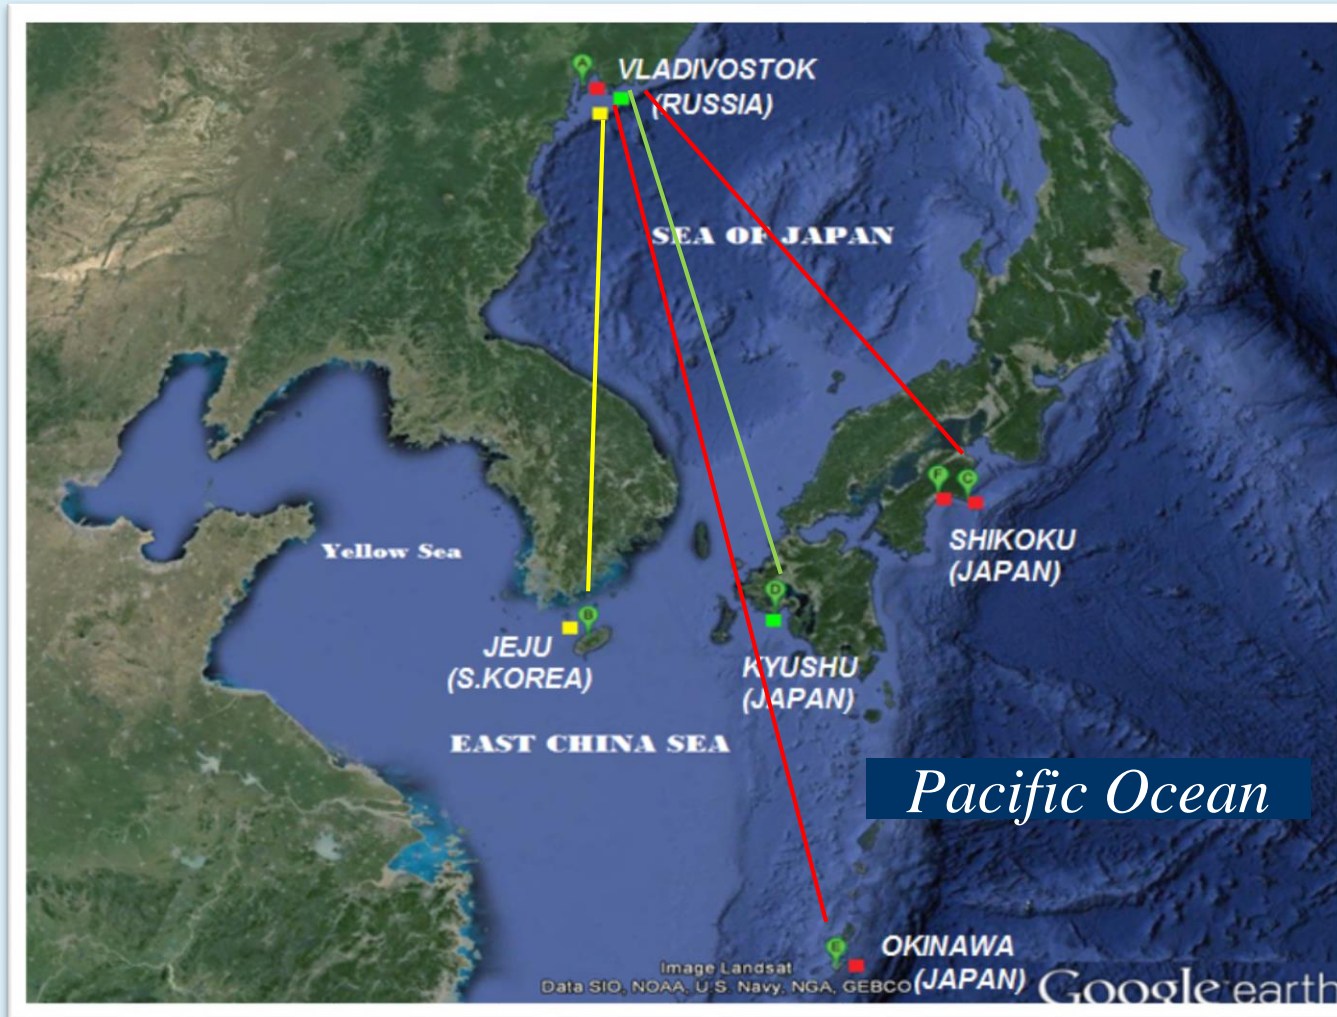 A
VLADIVOSTOK
(RUSSIA)
SEA OF JAPAN
F
C
SHIKOKU
(JAPAN)
Yellow Sea
D
B
JEJU
(S.KOREA)
KYUSHU
(JAPAN)
EAST CHINA SEA
Pacific Ocean
E
OKINAWA
(JAPAN)
Image Landsat
Data SIO, NOAA, U.S. Navy, NGA, GEBCO
Google earth